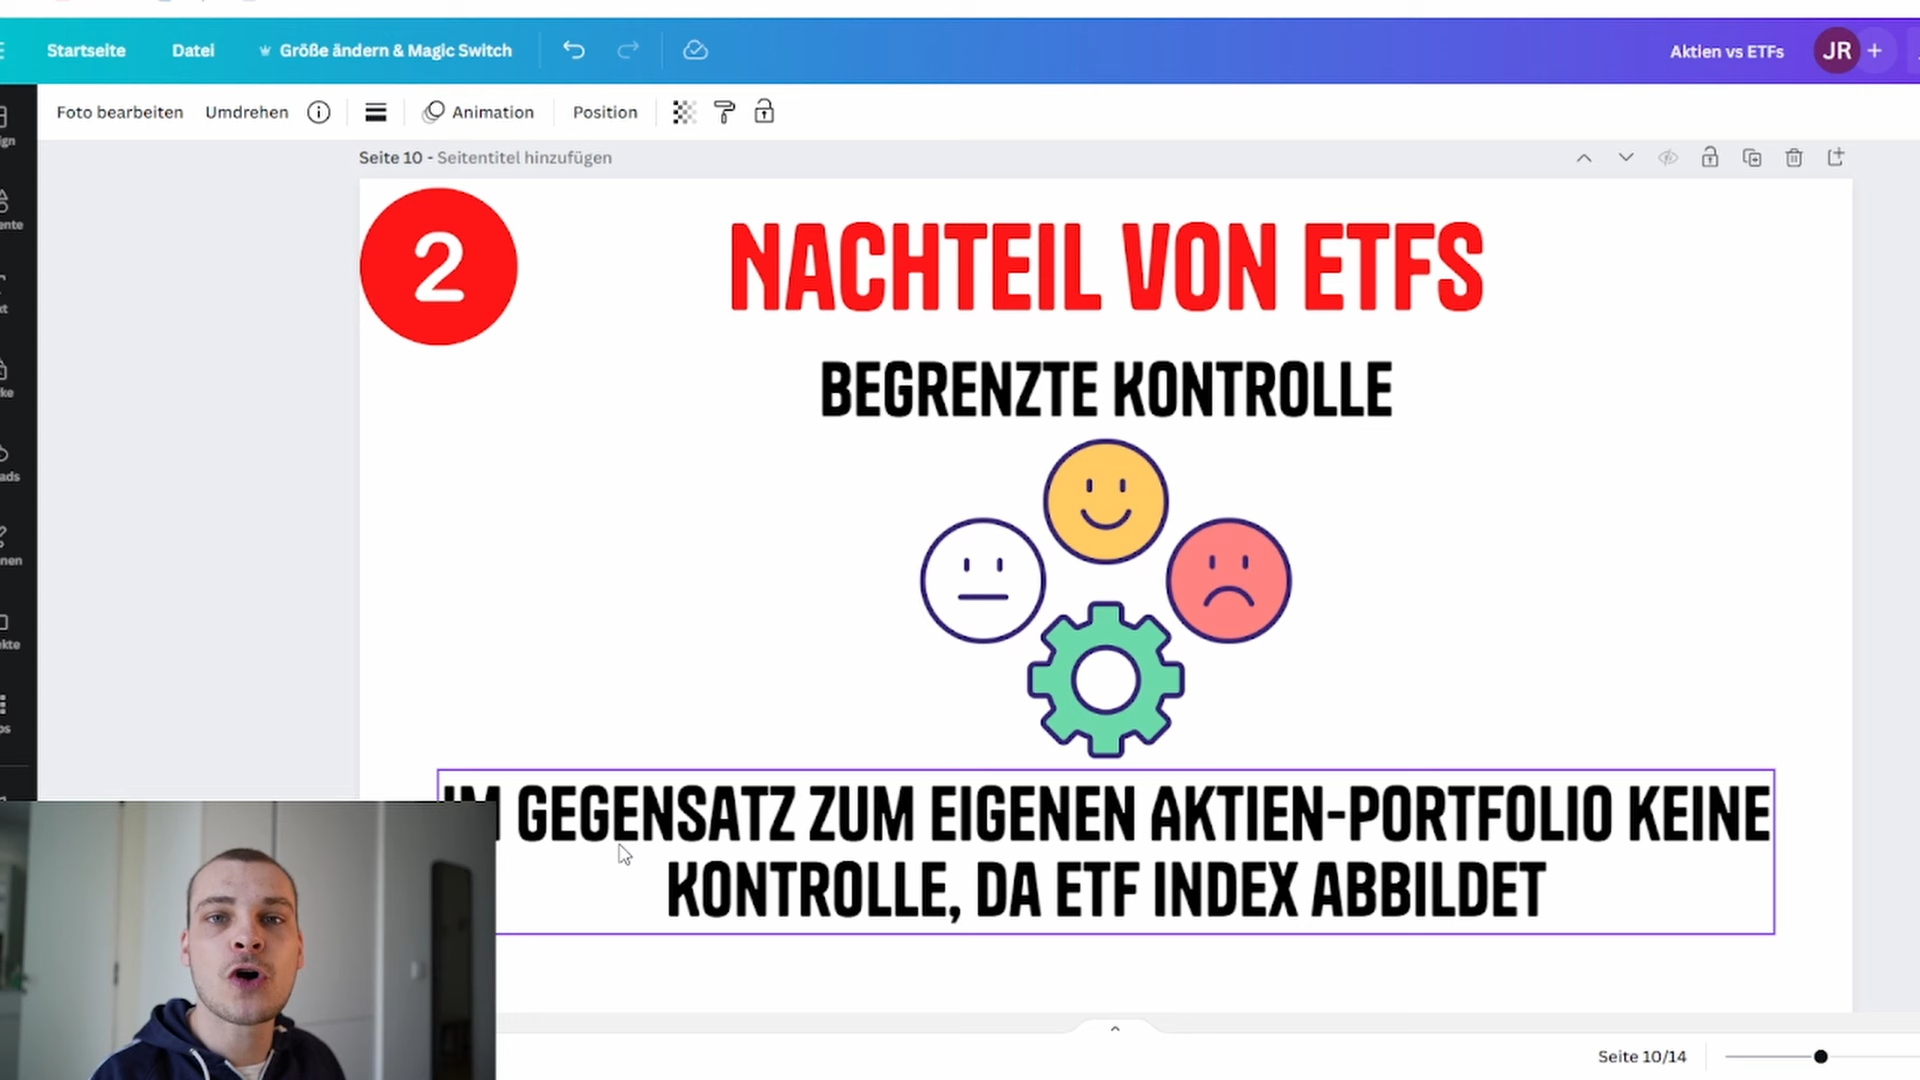 Startseite Datei Größe ändern & Magic Switch Aktien vs ETFs JR +
Foto bearbeiten Umdrehen Animation Position
Seite 10 - Seitentitel hinzufügen
2
NACHTEIL VON ETFS
BEGRENZTE KONTROLLE
IM GEGENSATZ ZUM EIGENEN AKTIEN-PORTFOLIO KEINE
KONTROLLE, DA ETF INDEX ABBILDET
Seite 10/14